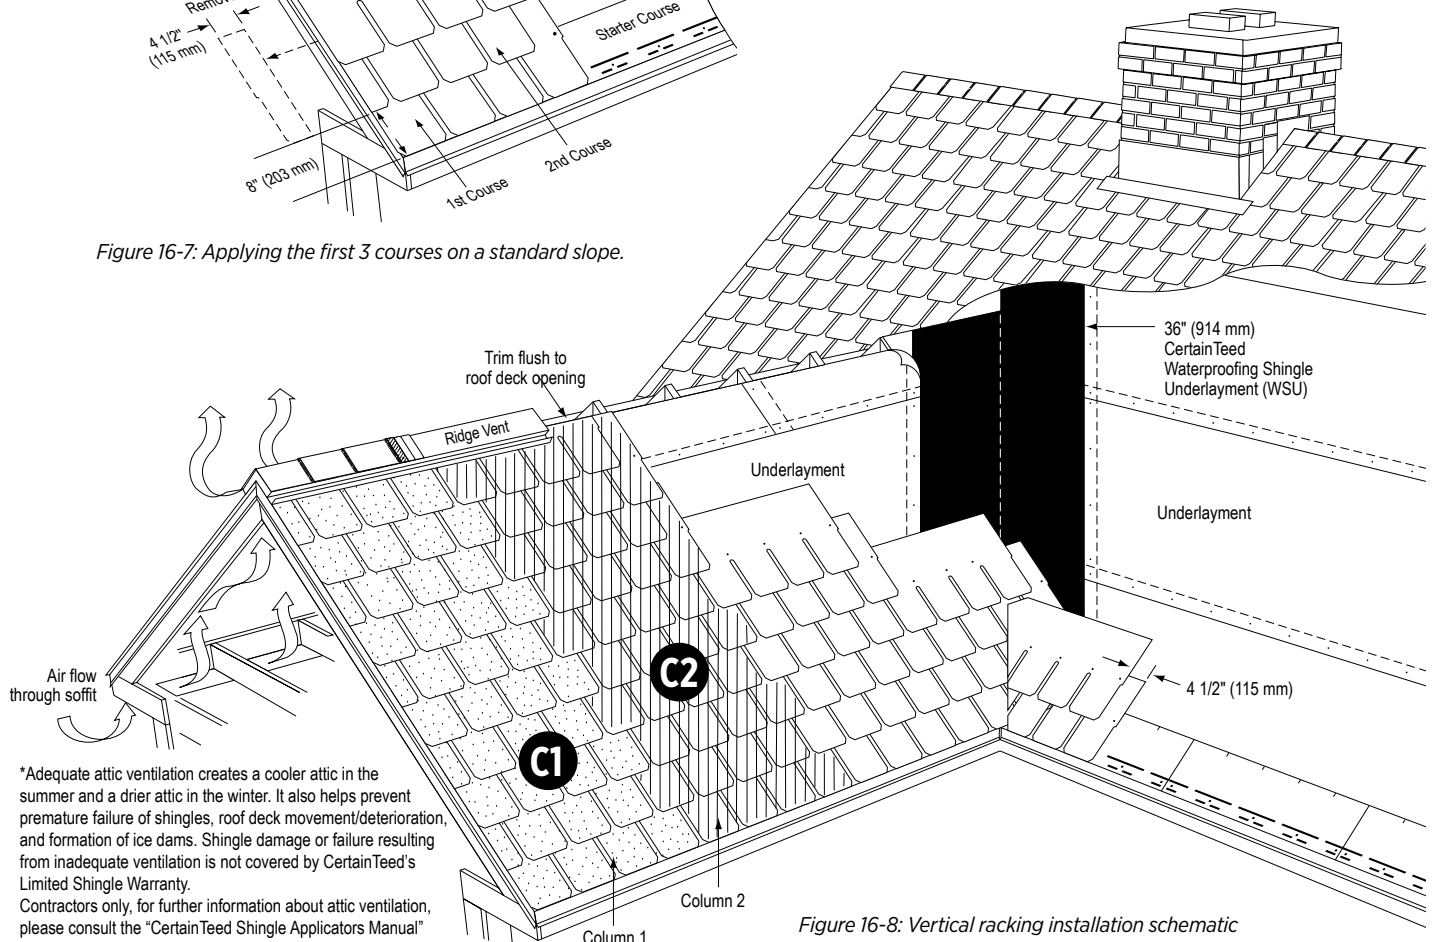 4 1/2"
(115 mm)
Starter Course
8" (203 mm)
1st Course
2nd Course
Figure 16-7: Applying the first 3 courses on a standard slope.
Trim flush to
roof deck opening
Ridge Vent
36" (914 mm)
CertainTeed
Waterproofing Shingle
Underlayment (WSU)
Underlayment
Underlayment
C2
C1
4 1/2" (115 mm)
Air flow
through soffit
*Adequate attic ventilation creates a cooler attic in the
summer and a drier attic in the winter. It also helps prevent
premature failure of shingles, roof deck movement/deterioration,
and formation of ice dams. Shingle damage or failure resulting
from inadequate ventilation is not covered by CertainTeed's
Limited Shingle Warranty.
Contractors only, for further information about attic ventilation,
please consult the “CertainTeed Shingle Applicators Manual”
Column 2
Column 1
Figure 16-8: Vertical racking installation schematic